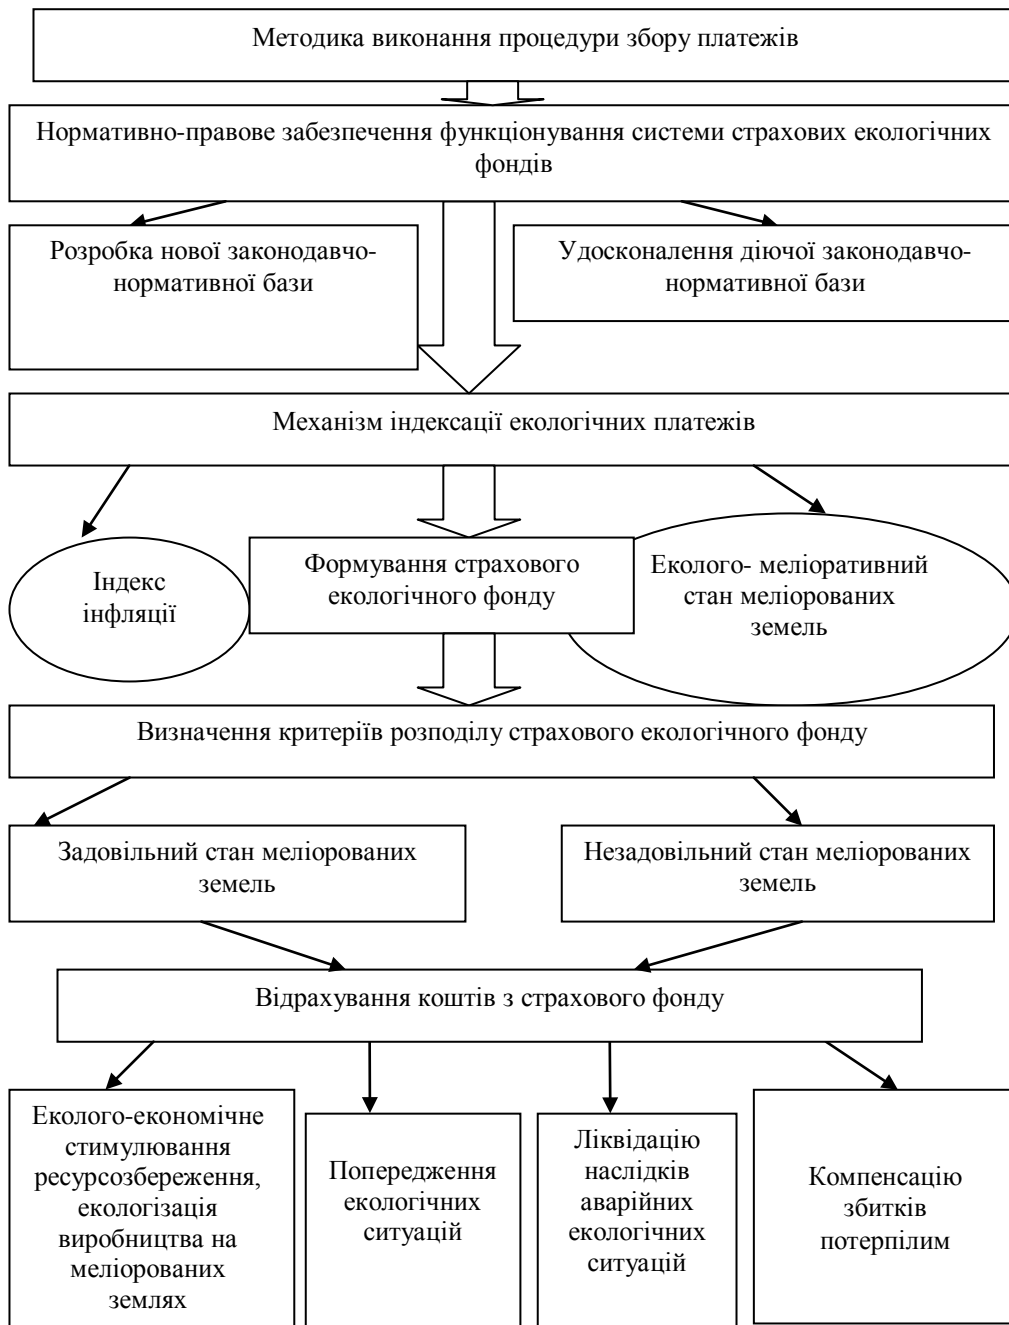 Методика виконання процедури збору платежів
Нормативно-правове забезпечення функціонування системи страхових екологічних
фондів
Розробка нової законодавчо-
нормативної бази
Удосконалення діючої законодавчо-
нормативної бази
Механізм індексації екологічних платежів
Індекс
інфляції
Формування страхового
екологічного фонду
Еколого- меліоративний
стан меліорованих
земель
Визначення критеріїв розподілу страхового екологічного фонду
Задовільний стан меліорованих
земель
Незадовільний стан меліорованих
земель
Відрахування коштів з страхового фонду
Еколого-економічне
стимулювання
ресурсозбереження,
екологізація
виробництва на
меліорованих
землях
Попередження
екологічних
ситуацій
Ліквідацію
наслідків
аварійних
екологічних
ситуацій
Компенсацію
збитків
потерпілим